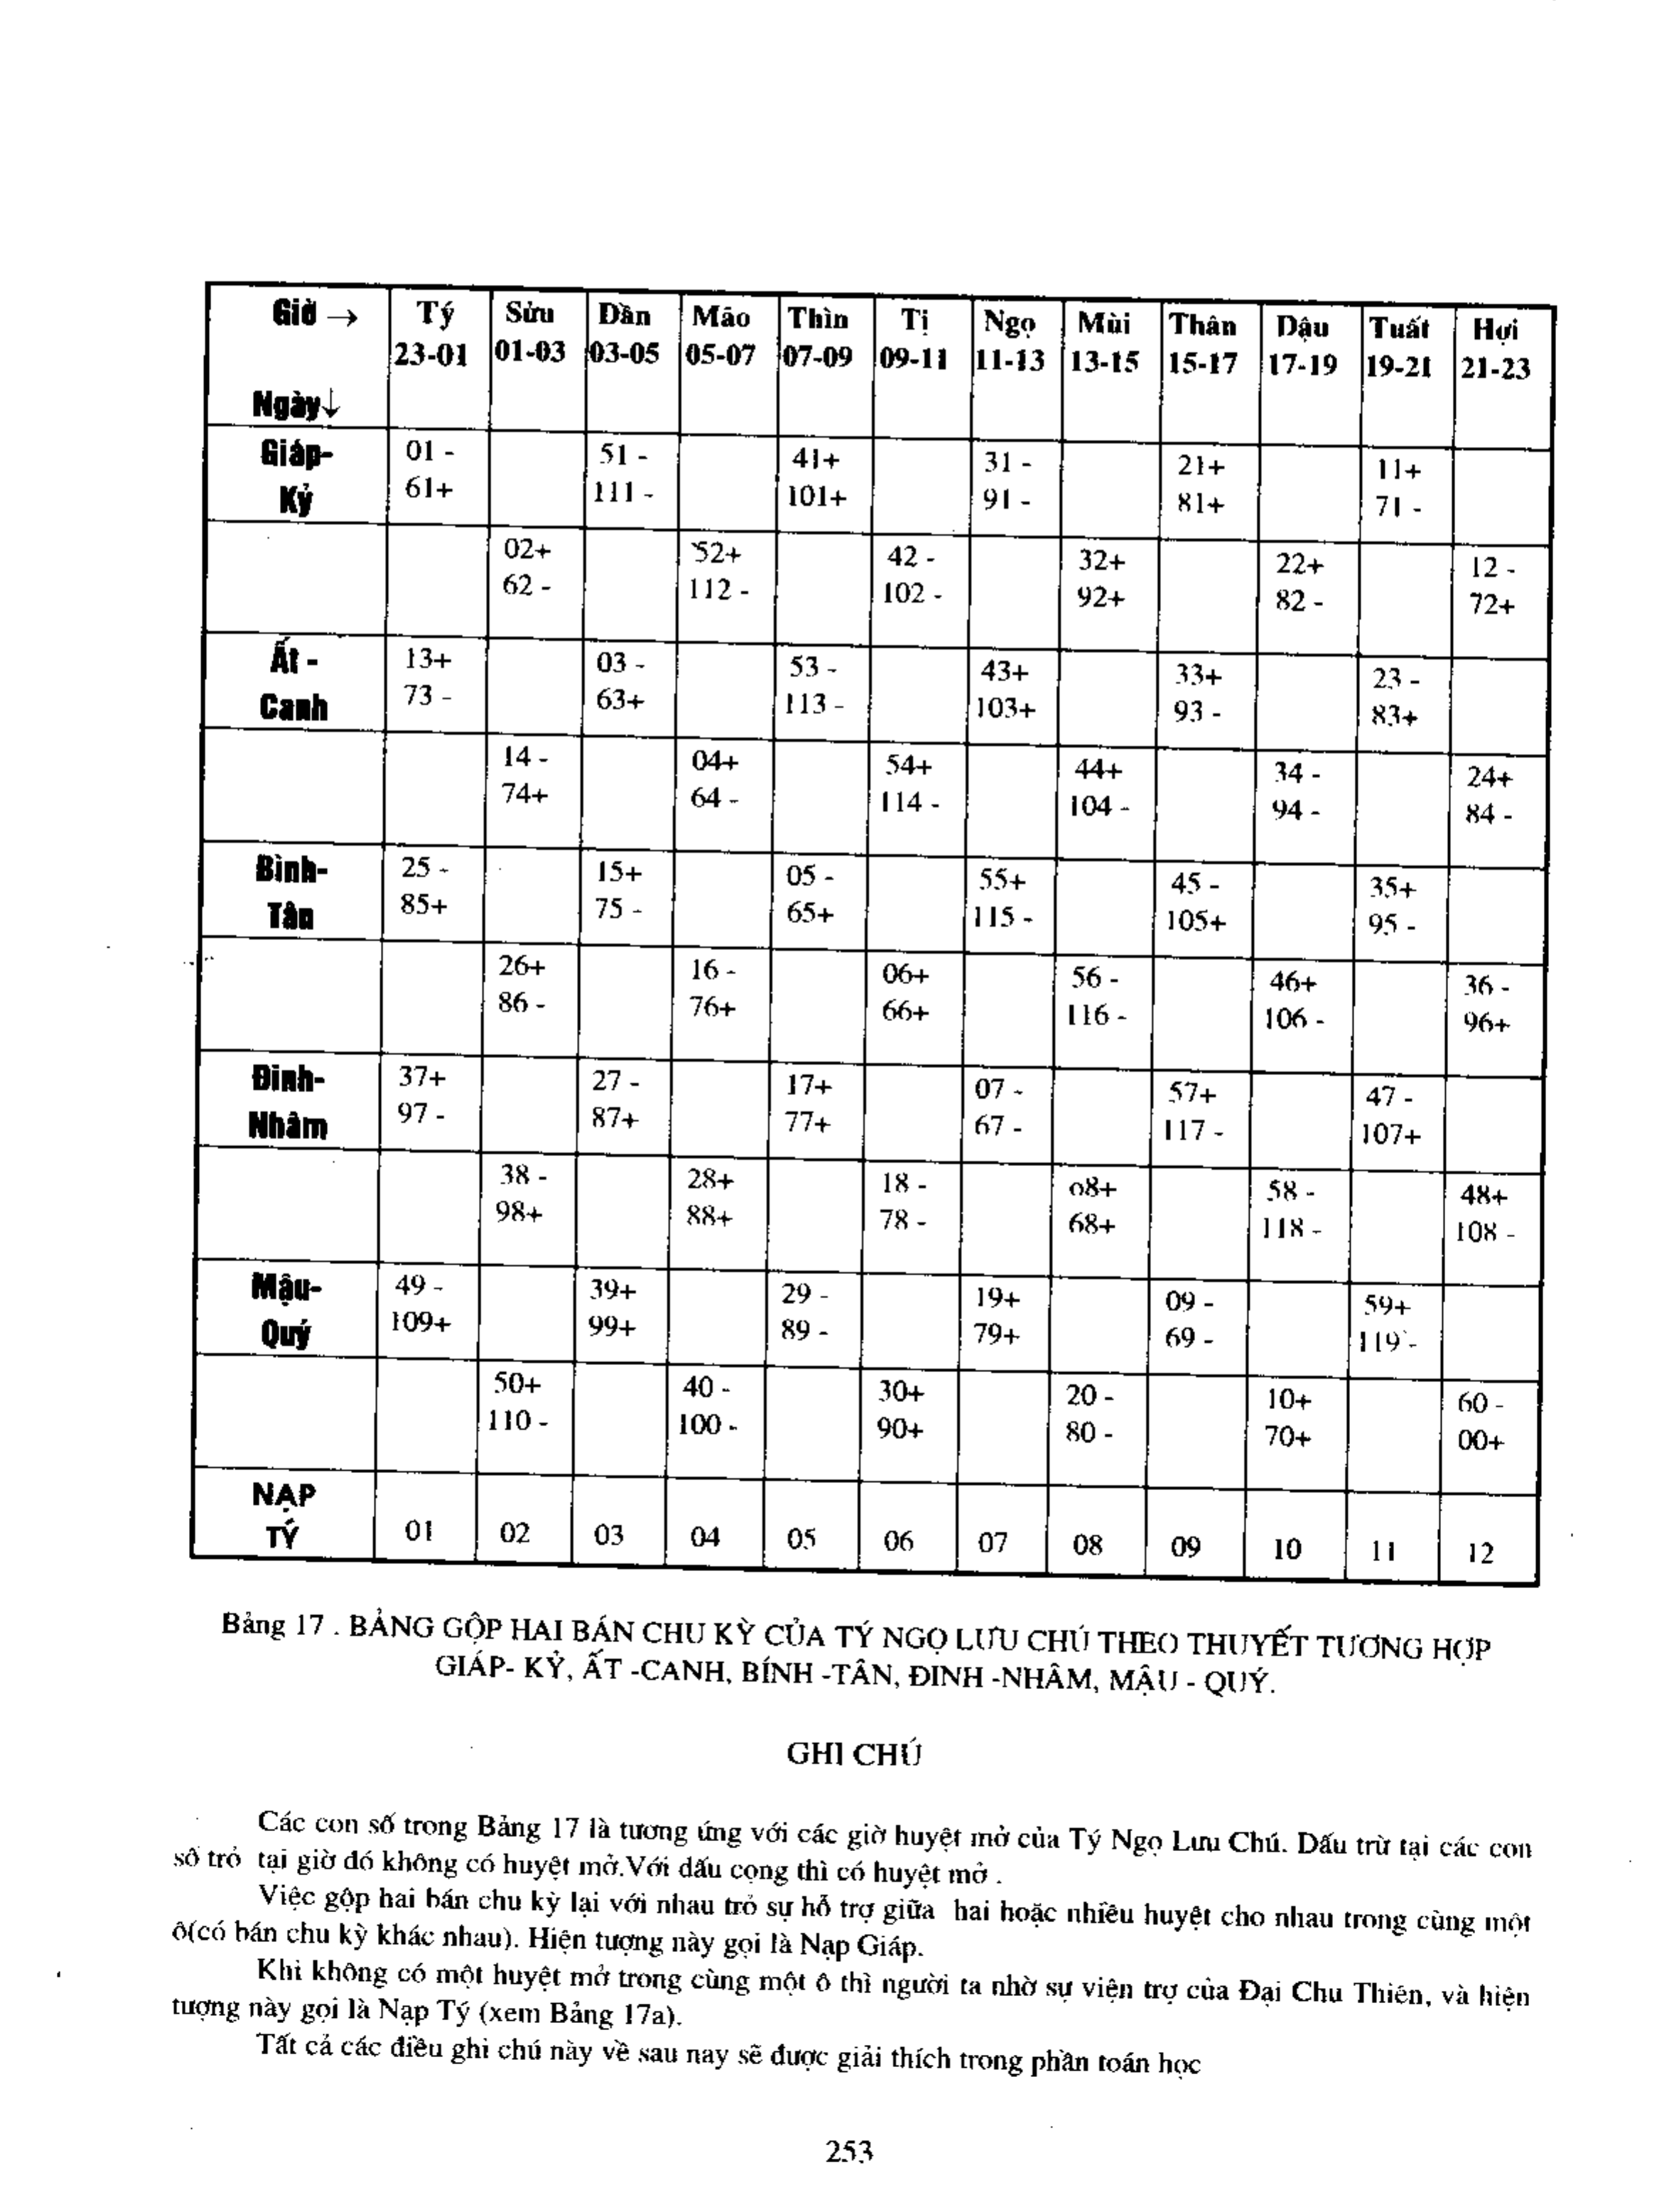 Giờ → Tý Sửu Dần Mão Thìn Tị Ngọ Mùi Thân Dậu Tuất Hợi
23-01 01-03 03-05 05-07 07-09 09-11 11-13 13-15 15-17 17-19 19-21 21-23
Ngày↓
Giáp- 01 - 51 - 41+ 31 - 21+ 11+
Kỷ 61+ 111 - 101+ 91 - 81+ 71 -
02+ 52+ 42 - 32+ 22+ 12 -
62 - 112 - 102 - 92+ 82 - 72+
Ất - 13+ 03 - 53 - 43+ 33+ 23 -
Canh 73 - 63+ 113 - 103+ 93 - 83+
14 - 04+ 54+ 44+ 34 - 24+
74+ 64 - 114 - 104 - 94 - 84 -
Bình- 25 - 15+ 05 - 55+ 45 - 35+
Tân 85+ 75 - 65+ 115 - 105+ 95 -
26+ 16 - 06+ 56 - 46+ 36 -
86 - 76+ 66+ 116 - 106 - 96+
Đinh- 37+ 27 - 17+ 07 - 57+ 47 -
Nhâm 97 - 87+ 77+ 67 - 117 - 107+
38 - 28+ 18 - o8+ 58 - 48+
98+ 88+ 78 - 68+ 118 - 108 -
Mậu- 49 - 39+ 29 - 19+ 09 - 59+
Quý 109+ 99+ 89 - 79+ 69 - 119 -
50+ 40 - 30+ 20 - 10+ 60 -
110 - 100 - 90+ 80 - 70+ 00+
NẠP
TÝ 01 02 03 04 05 06 07 08 09 10 11 12
Bảng 17 . BẢNG GỘP HAI BÁN CHU KỲ CỦA TÝ NGỌ LƯU CHÚ THEO THUYẾT TƯƠNG HỢP
GIÁP- KỶ, ẤT -CANH, BÍNH -TÂN, ĐINH -NHÂM, MẬU - QUÝ.
GHI CHÚ
Các con số trong Bảng 17 là tương ứng với các giờ huyệt mở của Tý Ngọ Lưu Chú. Dấu trừ tại các con
số trỏ tại giờ đó không có huyệt mở.Với dấu cọng thì có huyệt mở .
Việc gộp hai bán chu kỳ lại với nhau trỏ sự hỗ trợ giữa hai hoặc nhiều huyệt cho nhau trong cùng một
ô(có bán chu kỳ khác nhau). Hiện tượng này gọi là Nạp Giáp.
Khi không có một huyệt mở trong cùng một ô thì người ta nhờ sự viện trợ của Đại Chu Thiên, và hiện
tượng này gọi là Nạp Tý (xem Bảng 17a).
Tất cả các điều ghi chú này về sau nay sẽ được giải thích trong phần toán học
253